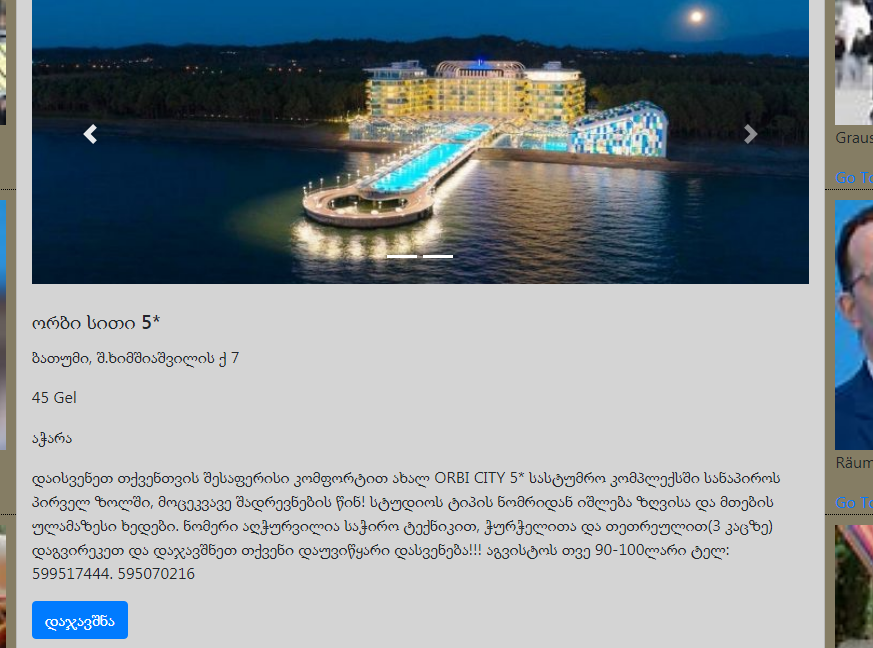 ორბი სითი 5*
ბათუმი, შ.ხიმშიაშვილის ქ 7
45 Gel
აჭარა
დაისვენეთ თქვენთვის შესაფერისი კომფორტით ახალ ORBI CITY 5* სასტუმრო კომპლექსში სანაპიროს
პირველ ზოლში, მოცეკვავე შადრევნების წინ! სტუდიოს ტიპის ნომრიდან იშლება ზღვისა და მთების
ულამაზესი ხედები. ნომერი აღჭურვილია საჭირო ტექნიკით, ჭურჭელითა და თეთრეულით(3 კაცზე)
დაგვირეკეთ და დაჯავშნეთ თქვენი დაუვიწყარი დასვენება!!! აგვისტოს თვე 90-100ლარი ტელ:
599517444. 595070216
დაჯავშნა
Graus
Go To
Räum
Go To